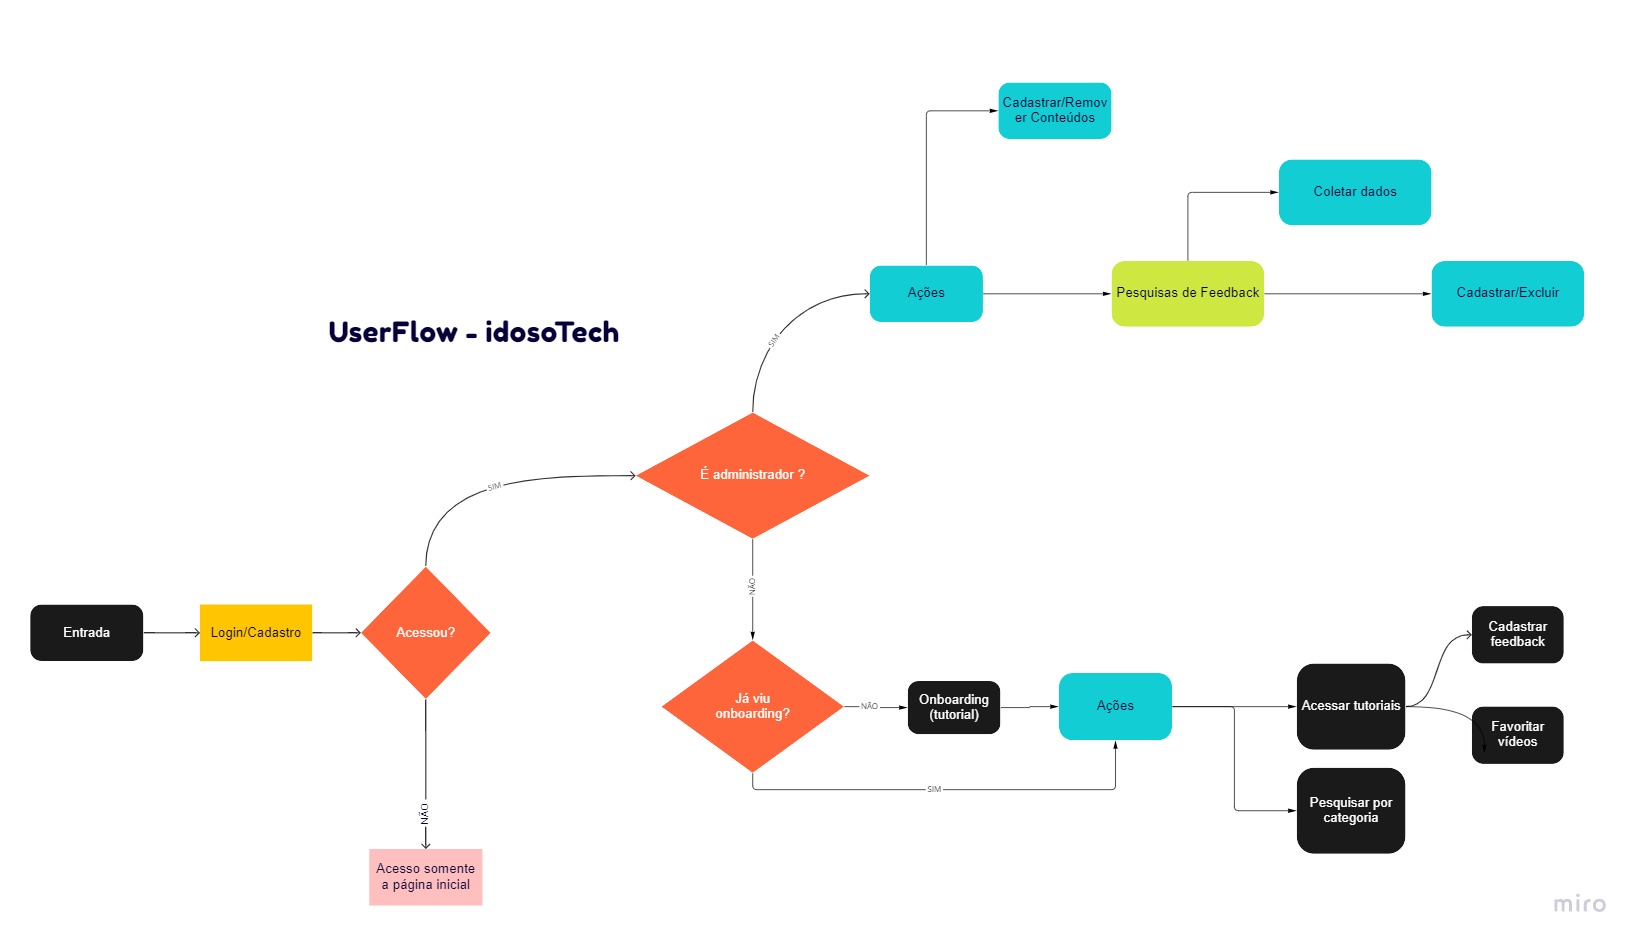 Cadastrar/Remov
er Conteúdos
Coletar dados
Ações
Pesquisas de Feedback
Cadastrar/Excluir
UserFlow - idosoTech
SIM
É administrador ?
SIM
NÃO
Entrada
Login/Cadastro
Acessou?
Cadastrar
feedback
Já viu
onboarding?
NÃO
Onboarding
(tutorial)
Ações
Acessar tutoriais
Favoritar
vídeos
SIM
Pesquisar por
categoria
NÃO
Acesso somente
a página inicial
miro